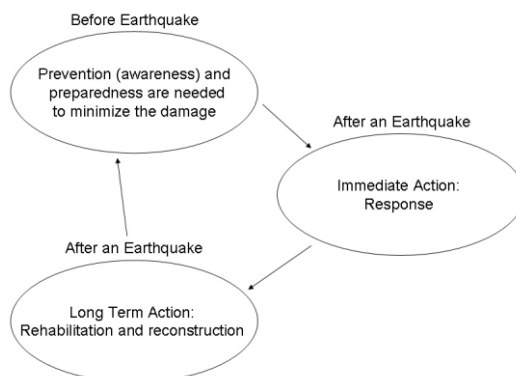 Before Earthquake
Prevention (awareness) and
preparedness are needed
to minimize the damage
After an Earthquake
Immediate Action:
Response
After an Earthquake
Long Term Action:
Rehabilitation and reconstruction